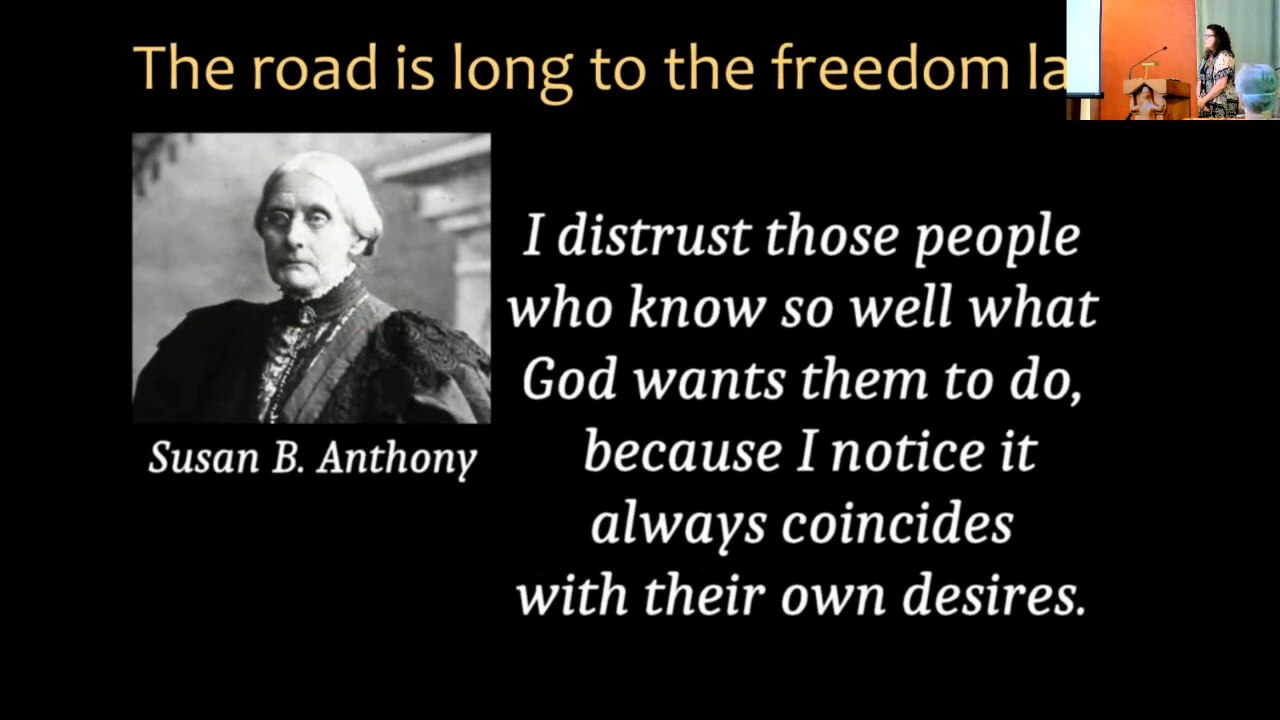 The road is long to the freedom
Susan B. Anthony
I distrust those people
who know so well what
God wants them to do,
because I notice it
always coincides
with their own desires.